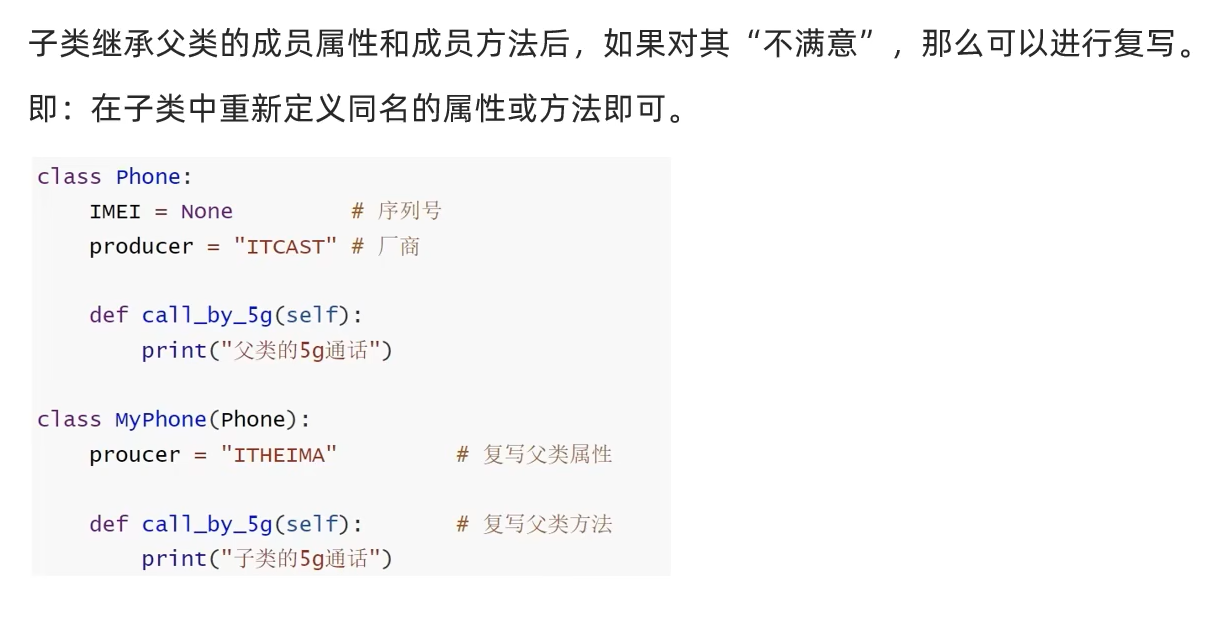 子类继承父类的成员属性和成员方法后，如果对其“不满意”，那么可以进行复写。
即：在子类中重新定义同名的属性或方法即可。
class Phone:
    IMEI = None         # 序列号
    producer = "ITCAST" # 厂商
    def call_by_5g(self):
        print("父类的5g通话")
class MyPhone(Phone):
    proucer = "ITHEIMA"         # 复写父类属性
    def call_by_5g(self):       # 复写父类方法
        print("子类的5g通话")